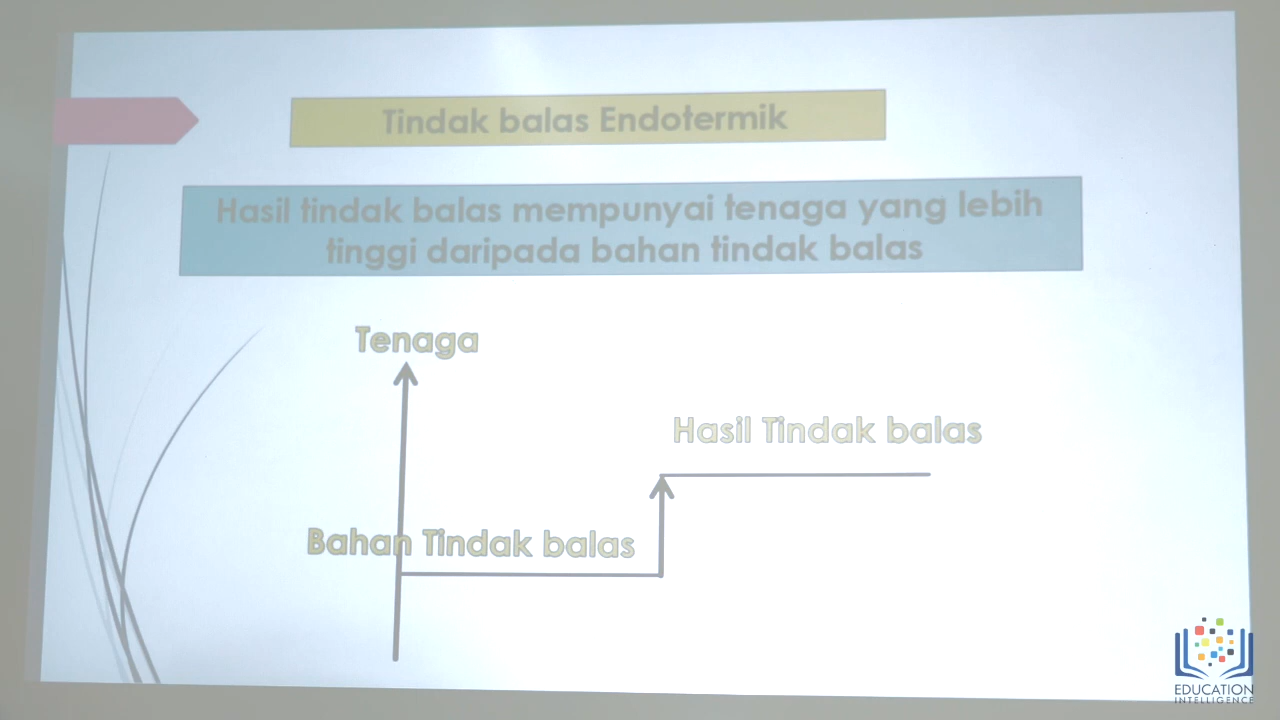 Tindak balas Endotermik
Hasil tindak balas mempunyai tenaga yang lebih
tinggi daripada bahan tindak balas
Tenaga
Hasil Tindak balas
Bahan Tindak balas
EDUCATION
INTELLIGENCE